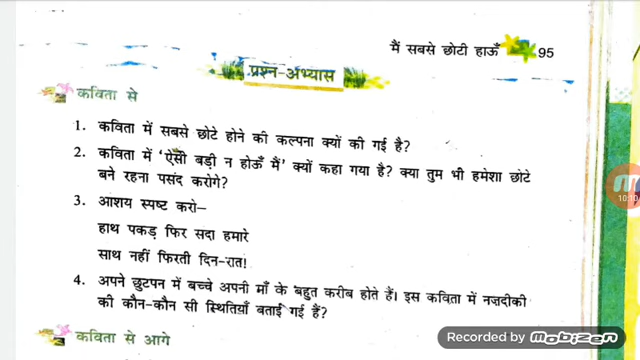 मैं सबसे छोटी हाऊँ 95
प्रश्न-अभ्यास
कविता से
1. कविता में सबसे छोटे होने की कल्पना क्यों की गई है?
2. कविता में 'ऐसी बड़ी न होऊँ मैं' क्यों कहा गया है? क्या तुम भी हमेशा छोटे
बने रहना पसंद करोगे?
3. आशय स्पष्ट करो–
हाथ पकड़ फिर सदा हमारे
साथ नहीं फिरती दिन-रात!
4. अपने छुटपन में बच्चे अपनी माँ के बहुत करीब होते हैं। इस कविता में नज़दीकी
की कौन-कौन सी स्थितियाँ बताई गई हैं?
कविता से आगे
10:10
Recorded by Mobizen